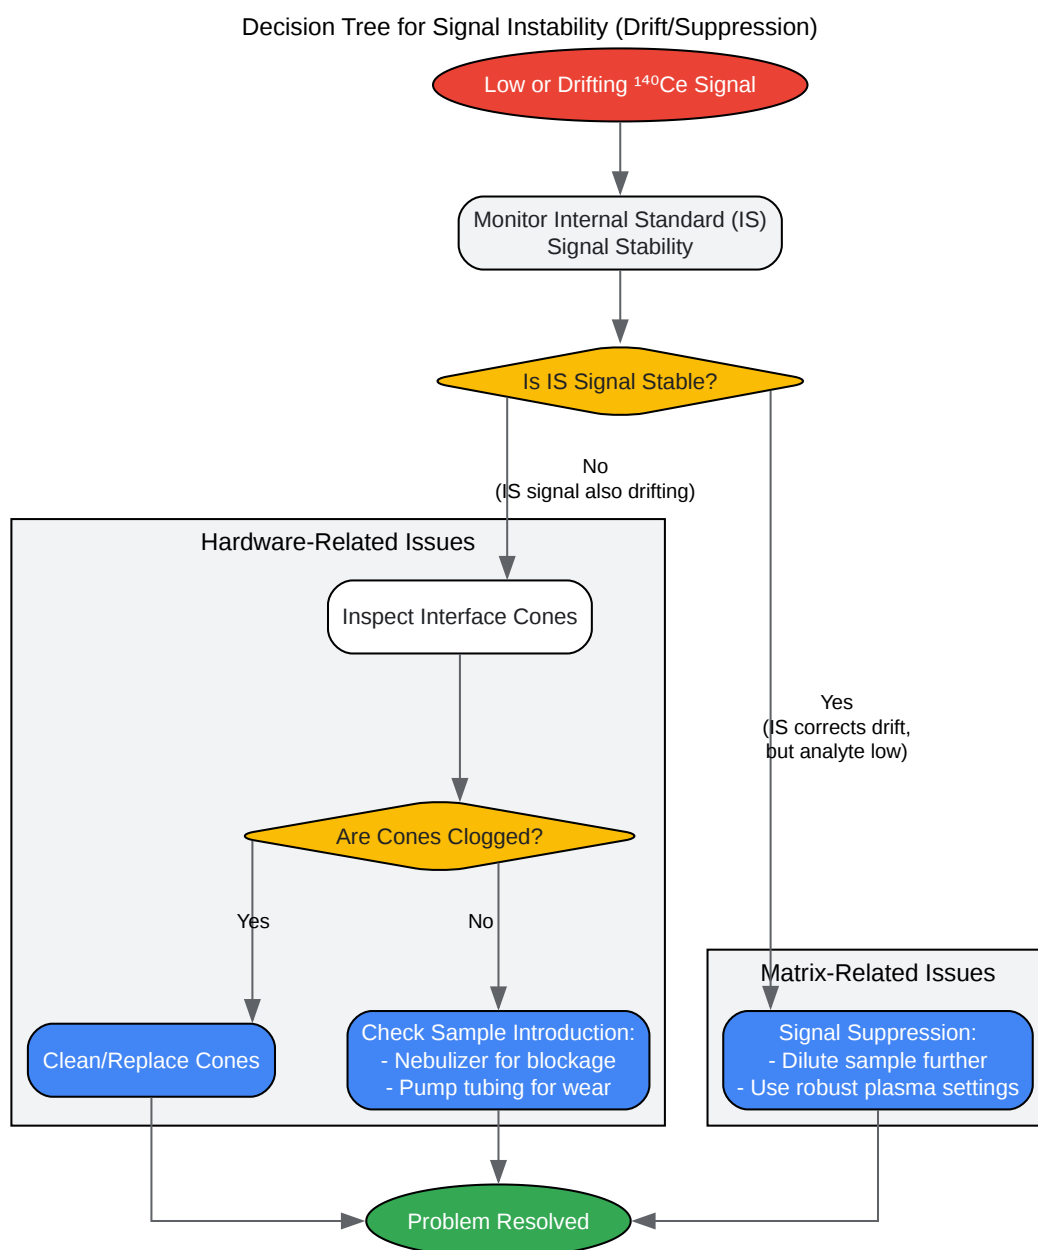 Decision Tree for Signal Instability (Drift/Suppression)
Low or Drifting ¹⁴⁰Ce Signal
Monitor Internal Standard (IS)
Signal Stability
Is IS Signal Stable?
No
(IS signal also drifting)
Hardware-Related Issues
Inspect Interface Cones
Yes
(IS corrects drift,
but analyte low)
Are Cones Clogged?
Yes
No
Matrix-Related Issues
Clean/Replace Cones
Check Sample Introduction:
- Nebulizer for blockage
- Pump tubing for wear
Signal Suppression:
- Dilute sample further
- Use robust plasma settings
Problem Resolved